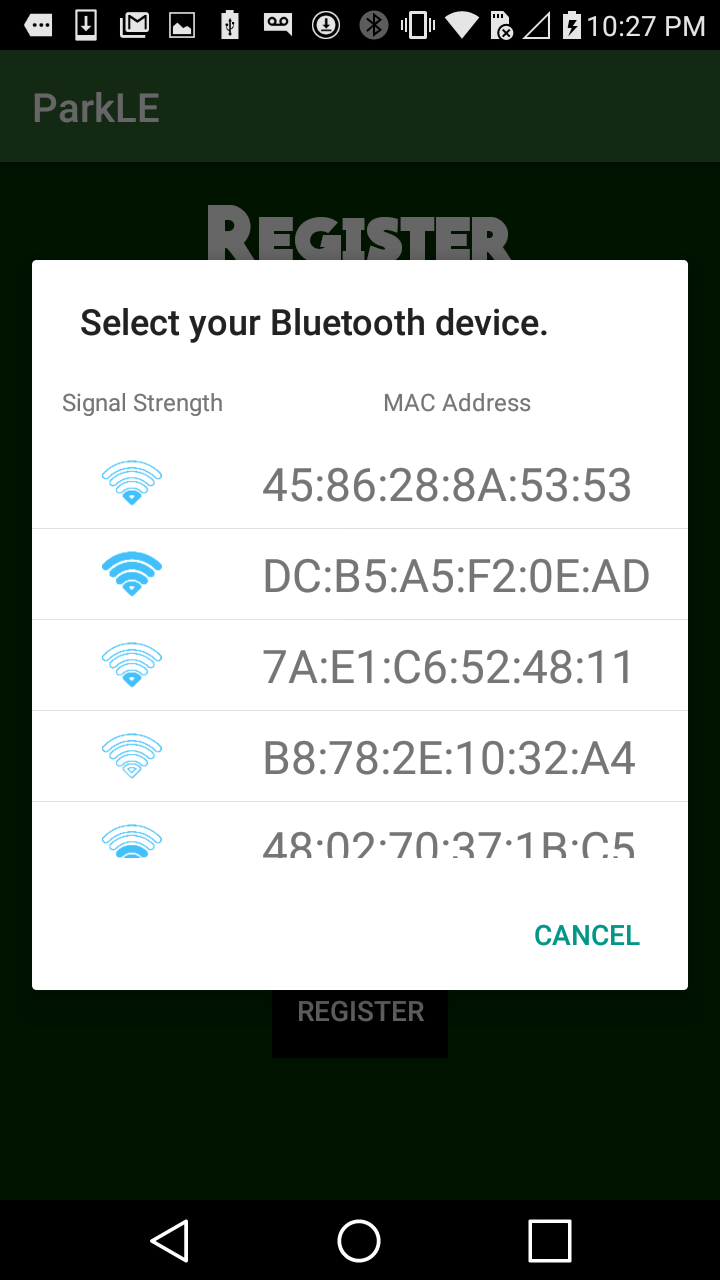 10:27 PM
ParkLE
REGISTER
Select your Bluetooth device.
Signal Strength MAC Address
45:86:28:8A:53:53
DC:B5:A5:F2:0E:AD
7A:E1:C6:52:48:11
B8:78:2E:10:32:A4
48:02:70:37:1B:C5
CANCEL
REGISTER